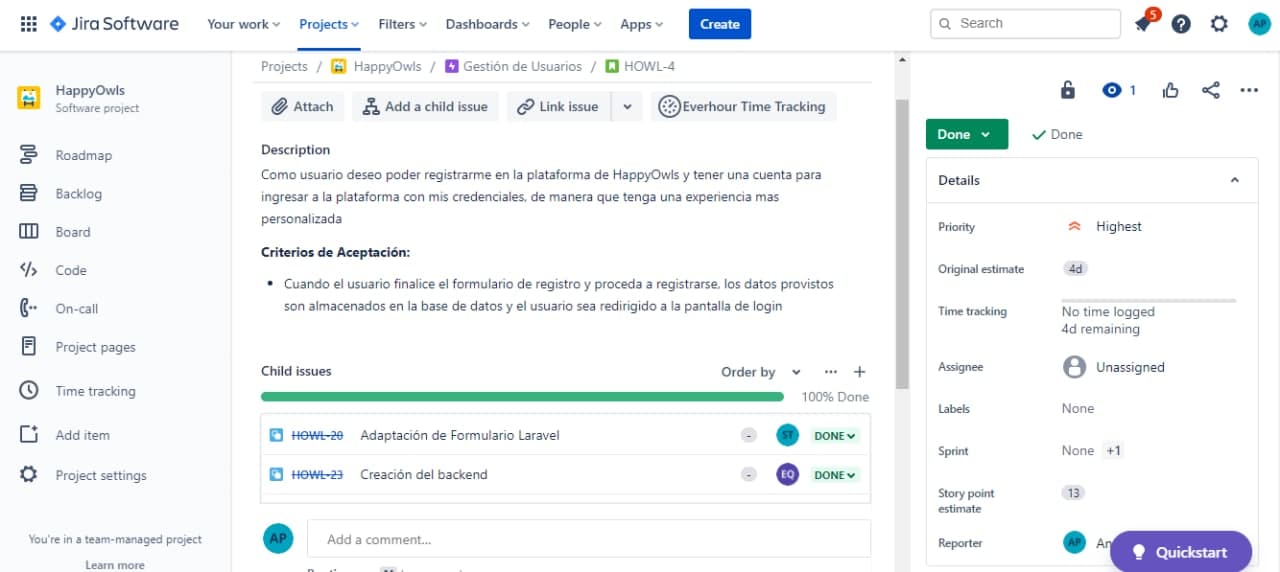 Jira Software
Your work
Projects
Filters
Dashboards
People
Apps
Create
Search
5
AP
HappyOwls
Software project
Roadmap
Backlog
Board
Code
On-call
Project pages
Time tracking
Add item
Project settings
You're in a team-managed project
Learn more
Projects / HappyOwls / Gestión de Usuarios / HOWL-4
Attach
Add a child issue
Link issue
Everhour Time Tracking
Description
Como usuario deseo poder registrarme en la plataforma de HappyOwls y tener una cuenta para
ingresar a la plataforma con mis credenciales, de manera que tenga una experiencia mas
personalizada
Criterios de Aceptación:
• Cuando el usuario finalice el formulario de registro y proceda a registrarse, los datos provistos
son almacenados en la base de datos y el usuario sea redirigido a la pantalla de login
Child issues
Order by
100% Done
HOWL-20 Adaptación de Formulario Laravel - ST DONE
HOWL-23 Creación del backend - EQ DONE
AP
Add a comment...
1
Done
Done
Details
Priority Highest
Original estimate 4d
Time tracking No time logged
4d remaining
Assignee Unassigned
Labels None
Sprint None +1
Story point
estimate 13
Reporter AP
Quickstart